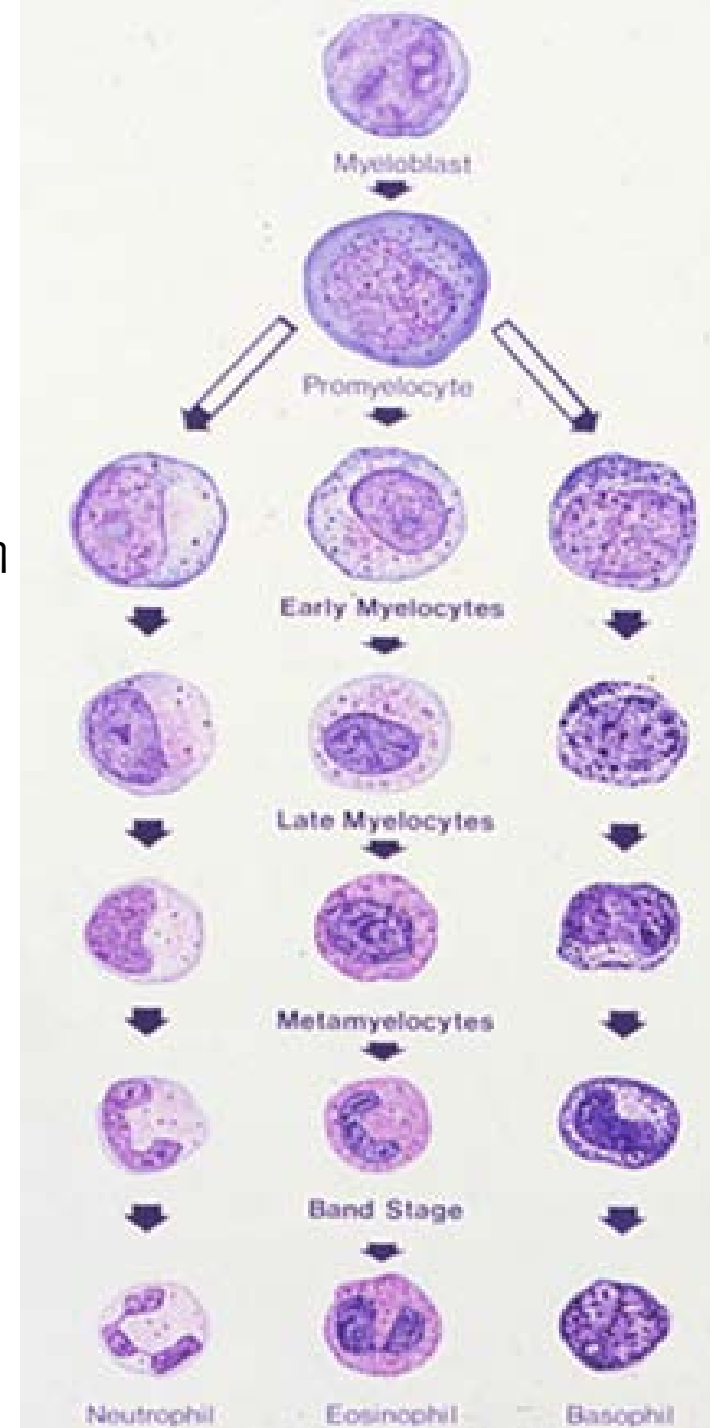 Myeloblast
Promyelocyte
Early Myelocytes
Late Myelocytes
Metamyelocytes
Band Stage
Neutrophil Eosinophil Basophil